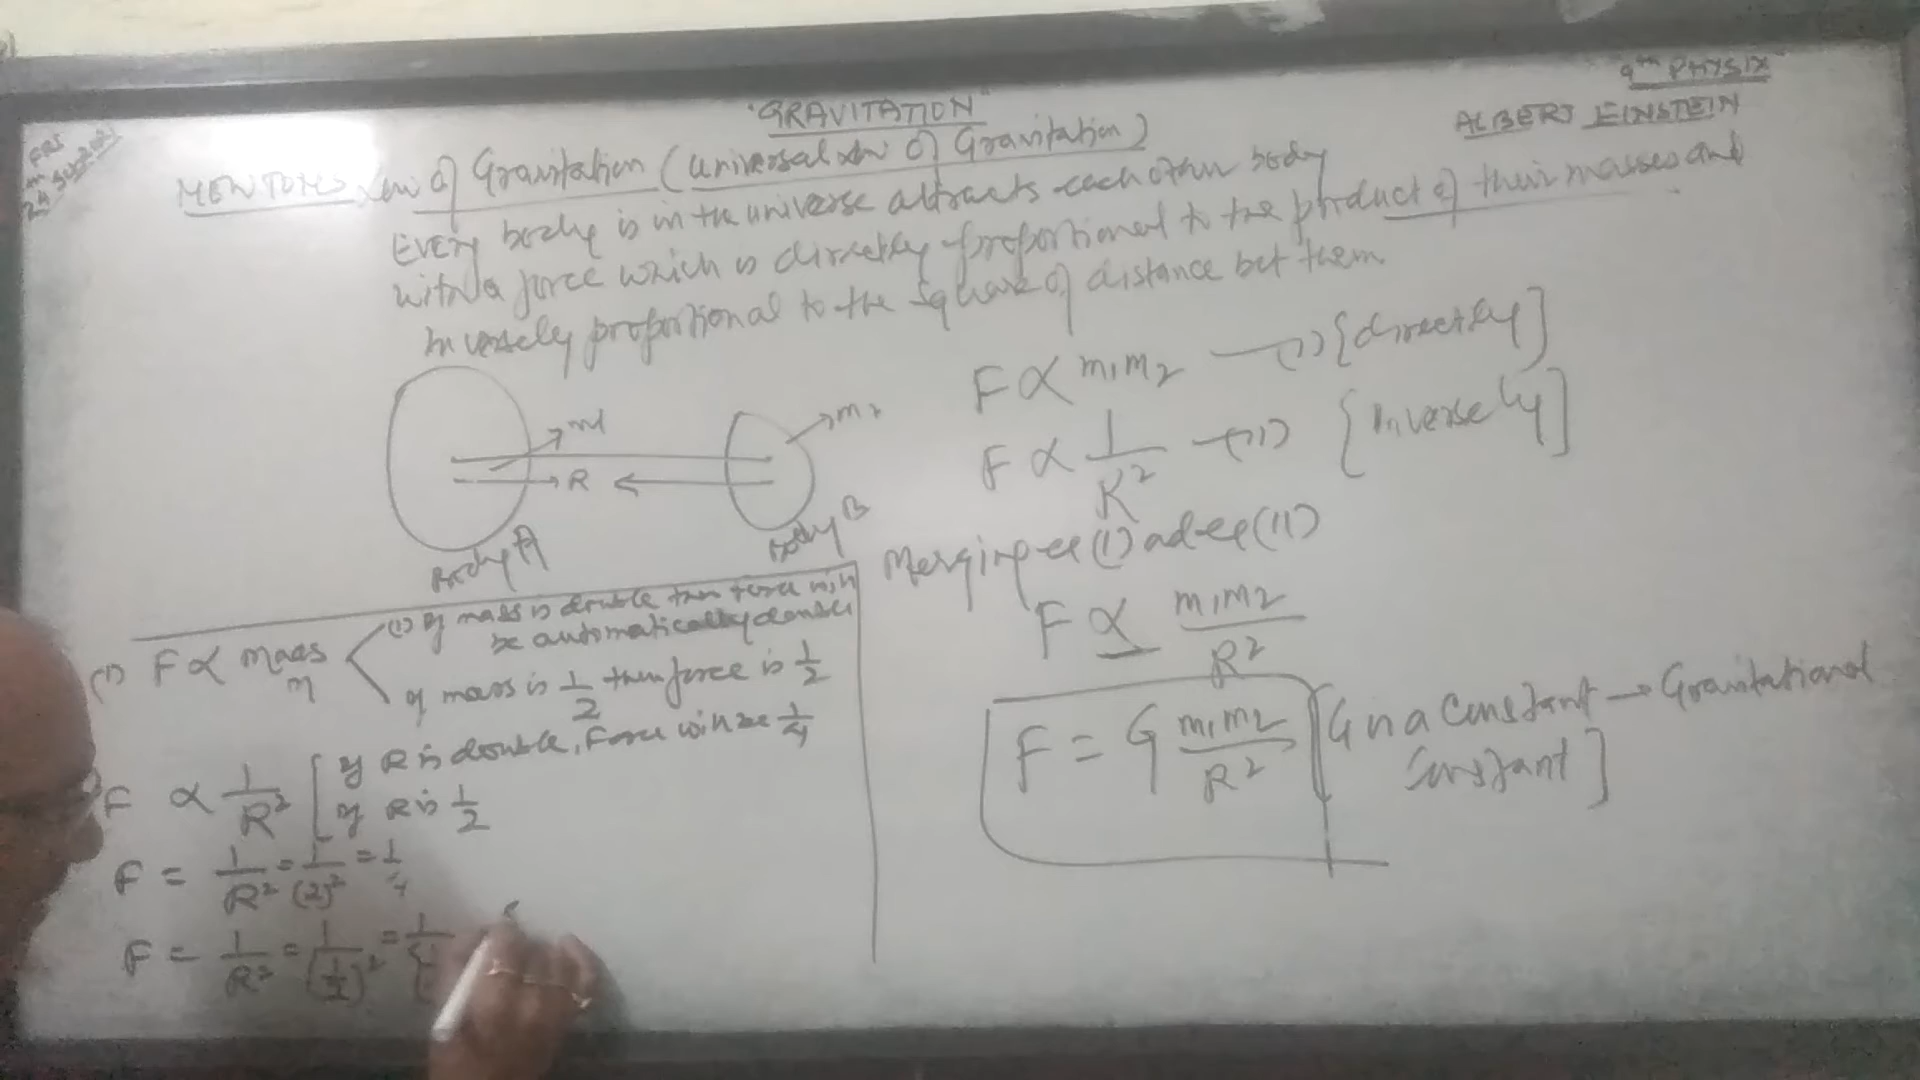 9th PHYSIX
"GRAVITATION"
ALBERT EINSTEIN
NEWTONS Law of Gravitation (universal law of Gravitation)
Every body is in the universe attracts each other body
with a force which is directly proportional to the product of their masses and
Inversely proportional to the square of distance bet them.
F ∝ m1m2 → (1) {directly]
m1
m2
R
F ∝ 1/R² → (11) {Inversely]
Body A
Body B
Merging eq (1) ad eq (11)
F ∝ m1m2/R²
F = G m1m2/R² [G is a Constant → Gravitational
Constant]
(1) F ∝ mass
(1) If mass is double then force will
be automatically double
If mass is 1/2 then force is 1/2
F ∝ 1/R² [If R is double, Force will be 1/4
If R is 1/2
F = 1/R² = 1/(2)² = 1/4
F = 1/R² = 1/(1/2)² = 1/